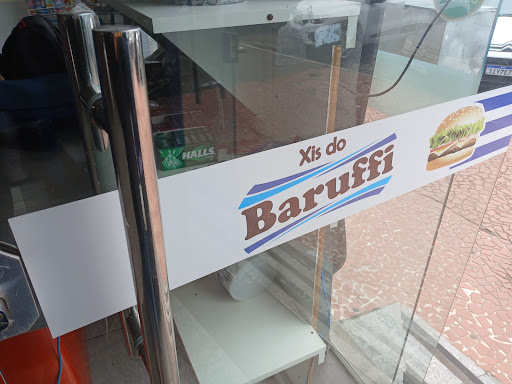 Xis do
Baruffi
HALLS.